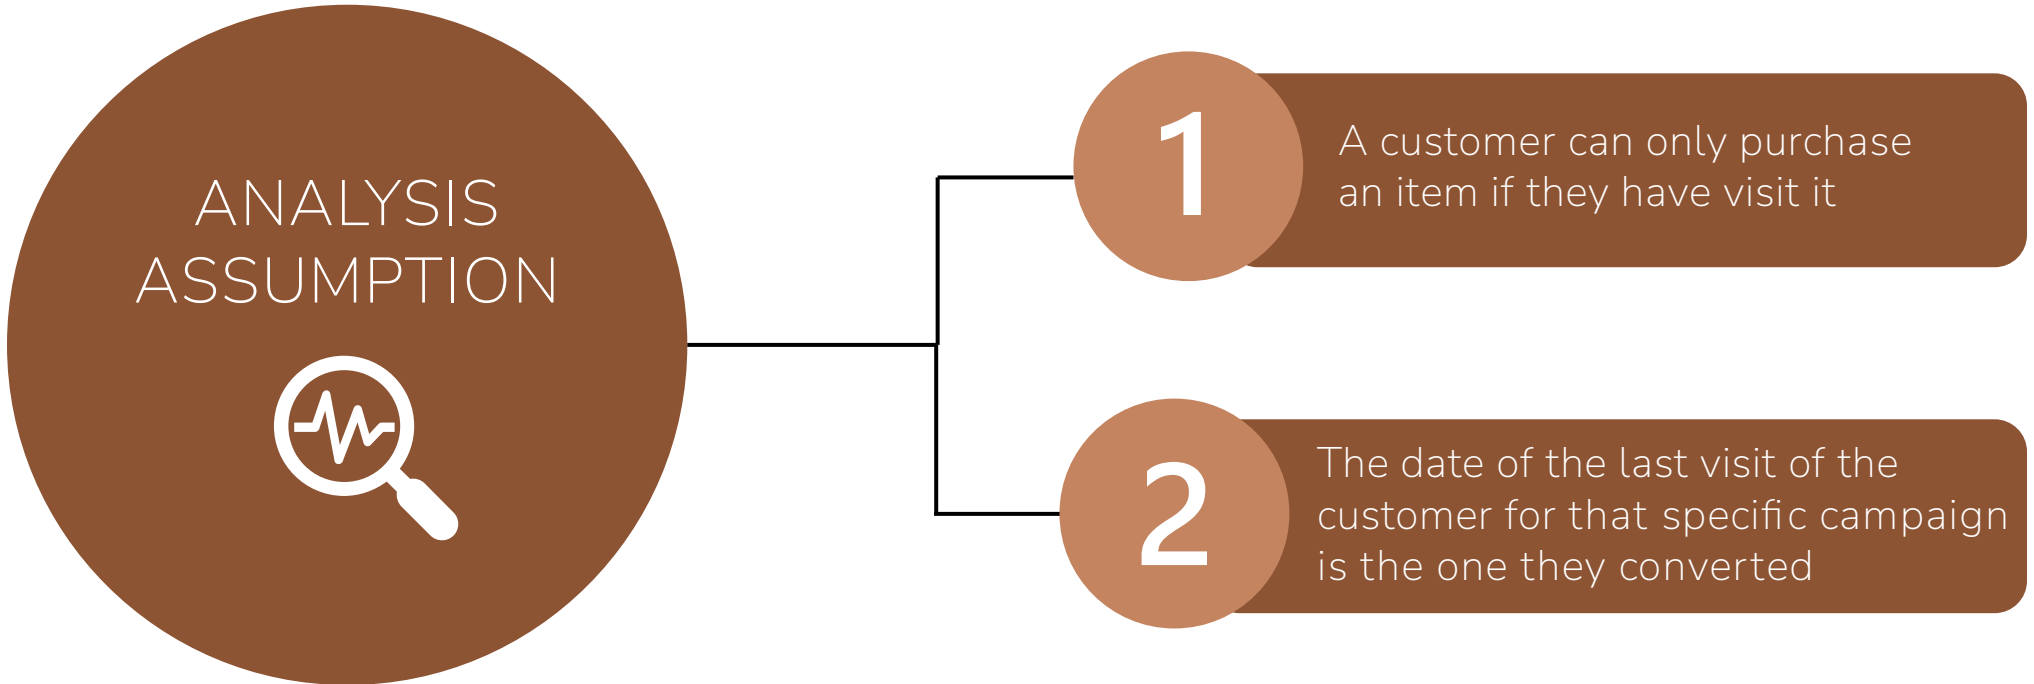 ANALYSIS
ASSUMPTION
1
A customer can only purchase
an item if they have visit it
2
The date of the last visit of the
customer for that specific campaign
is the one they converted